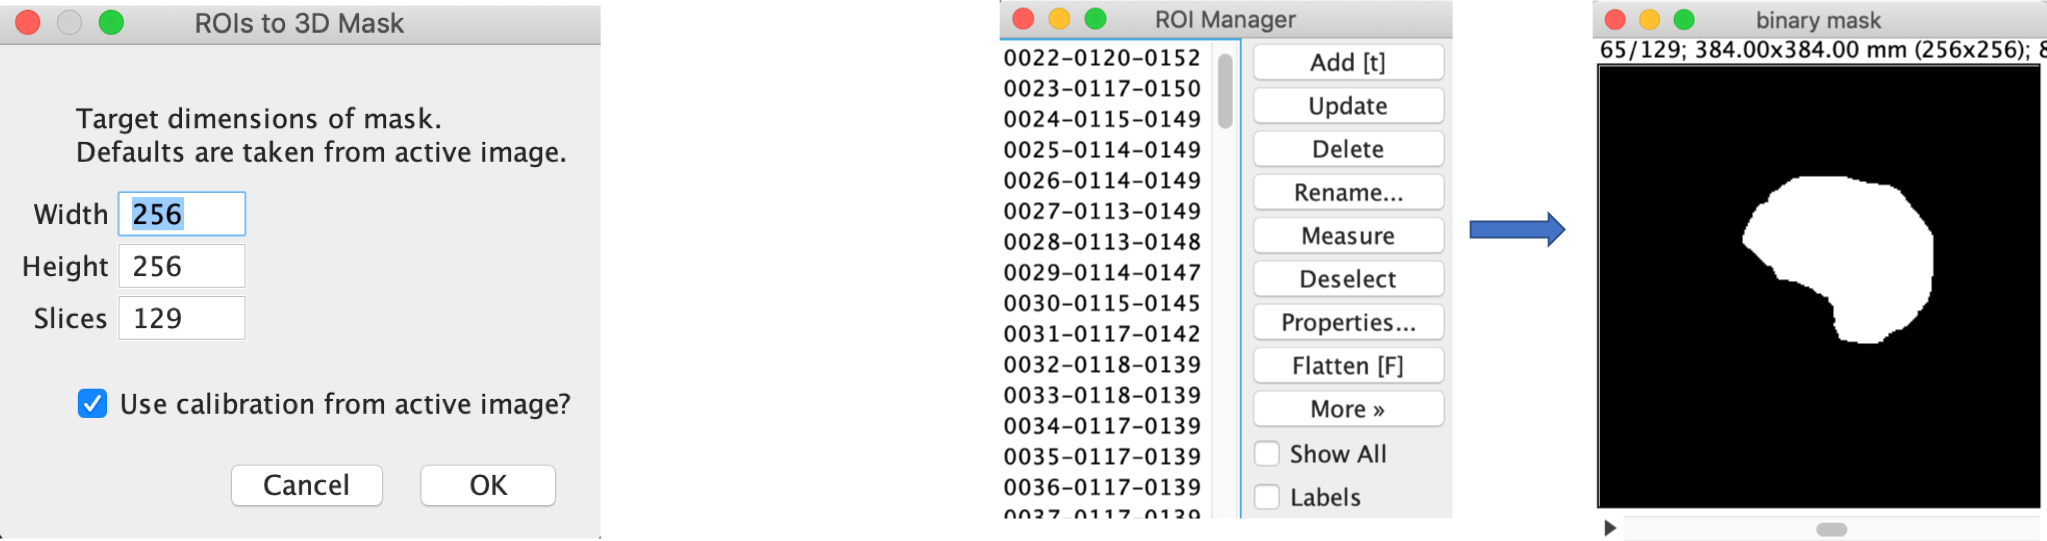 ROIs to 3D Mask
Target dimensions of mask.
Defaults are taken from active image.
Width 256
Height 256
Slices 129
Use calibration from active image?
Cancel OK
ROI Manager
0022-0120-0152
0023-0117-0150
0024-0115-0149
0025-0114-0149
0026-0114-0149
0027-0113-0149
0028-0113-0148
0029-0114-0147
0030-0115-0145
0031-0117-0142
0032-0118-0139
0033-0118-0139
0034-0117-0139
0035-0117-0139
0036-0117-0139
0037-0117-0139
Add [t]
Update
Delete
Rename...
Measure
Deselect
Properties...
Flatten [F]
More »
Show All
Labels
binary mask
65/129; 384.00x384.00 mm (256x256); 8